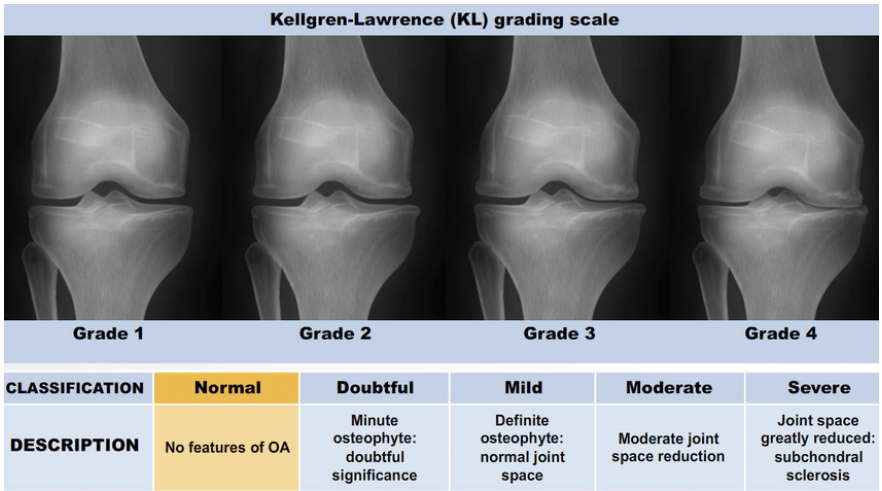 Kellgren-Lawrence (KL) grading scale
Grade 1 Grade 2 Grade 3 Grade 4
CLASSIFICATION Normal Doubtful Mild Moderate Severe
DESCRIPTION
No features of OA
Minute
osteophyte:
doubtful
significance
Definite
osteophyte:
normal joint
space
Moderate joint
space reduction
Joint space
greatly reduced:
subchondral
sclerosis